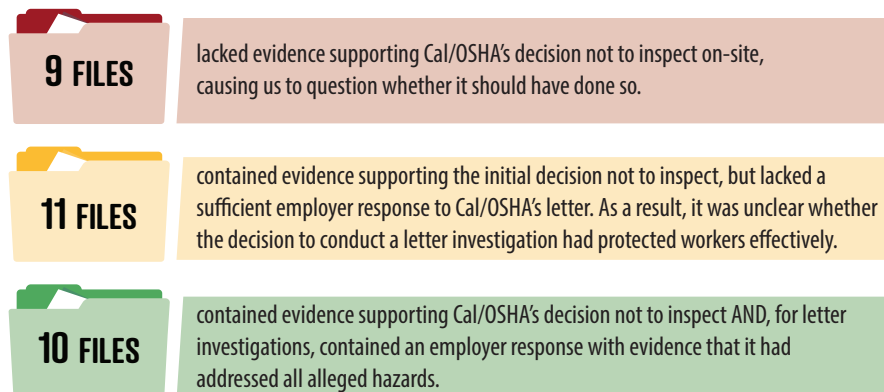 9 FILES
lacked evidence supporting Cal/OSHA’s decision not to inspect on-site,
causing us to question whether it should have done so.
11 FILES
contained evidence supporting the initial decision not to inspect, but lacked a
sufficient employer response to Cal/OSHA’s letter. As a result, it was unclear whether
the decision to conduct a letter investigation had protected workers effectively.
10 FILES
contained evidence supporting Cal/OSHA’s decision not to inspect AND, for letter
investigations, contained an employer response with evidence that it had
addressed all alleged hazards.